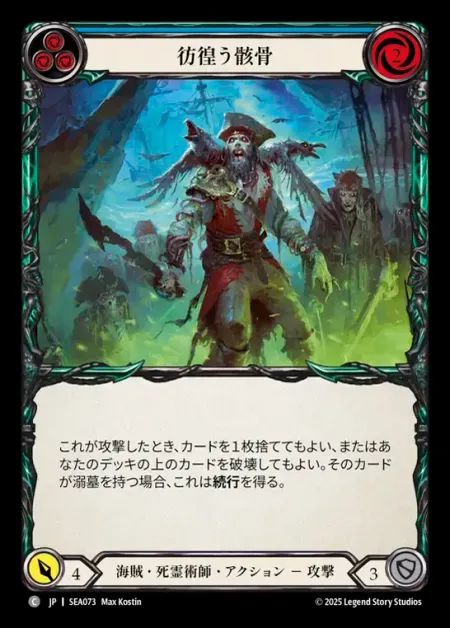 彷徨う骸骨
2
これが攻撃したとき、カードを１枚捨ててもよい、またはあ
なたのデッキの上のカードを破壊してもよい。そのカード
が溺墓を持つ場合、これは続行を得る。
4
海賊・死霊術師・アクション － 攻撃
3
C JP | SEA073 Max Kostin
© 2025 Legend Story Studios